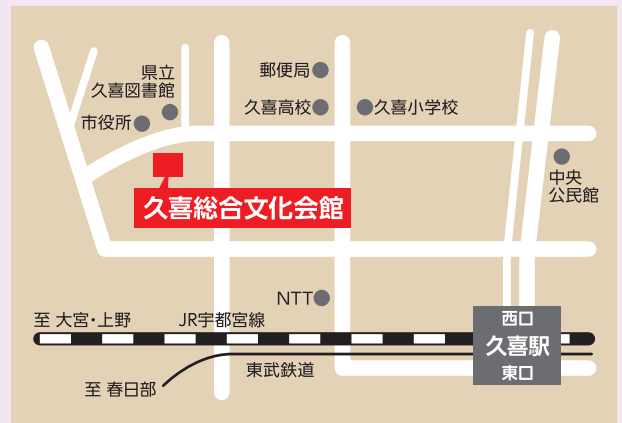 県立
久喜図書館
市役所
郵便局
久喜高校
久喜小学校
中央
公民館
久喜総合文化会館
NTT
至 大宮・上野
JR宇都宮線
西口
久喜駅
東口
東武鉄道
至 春日部